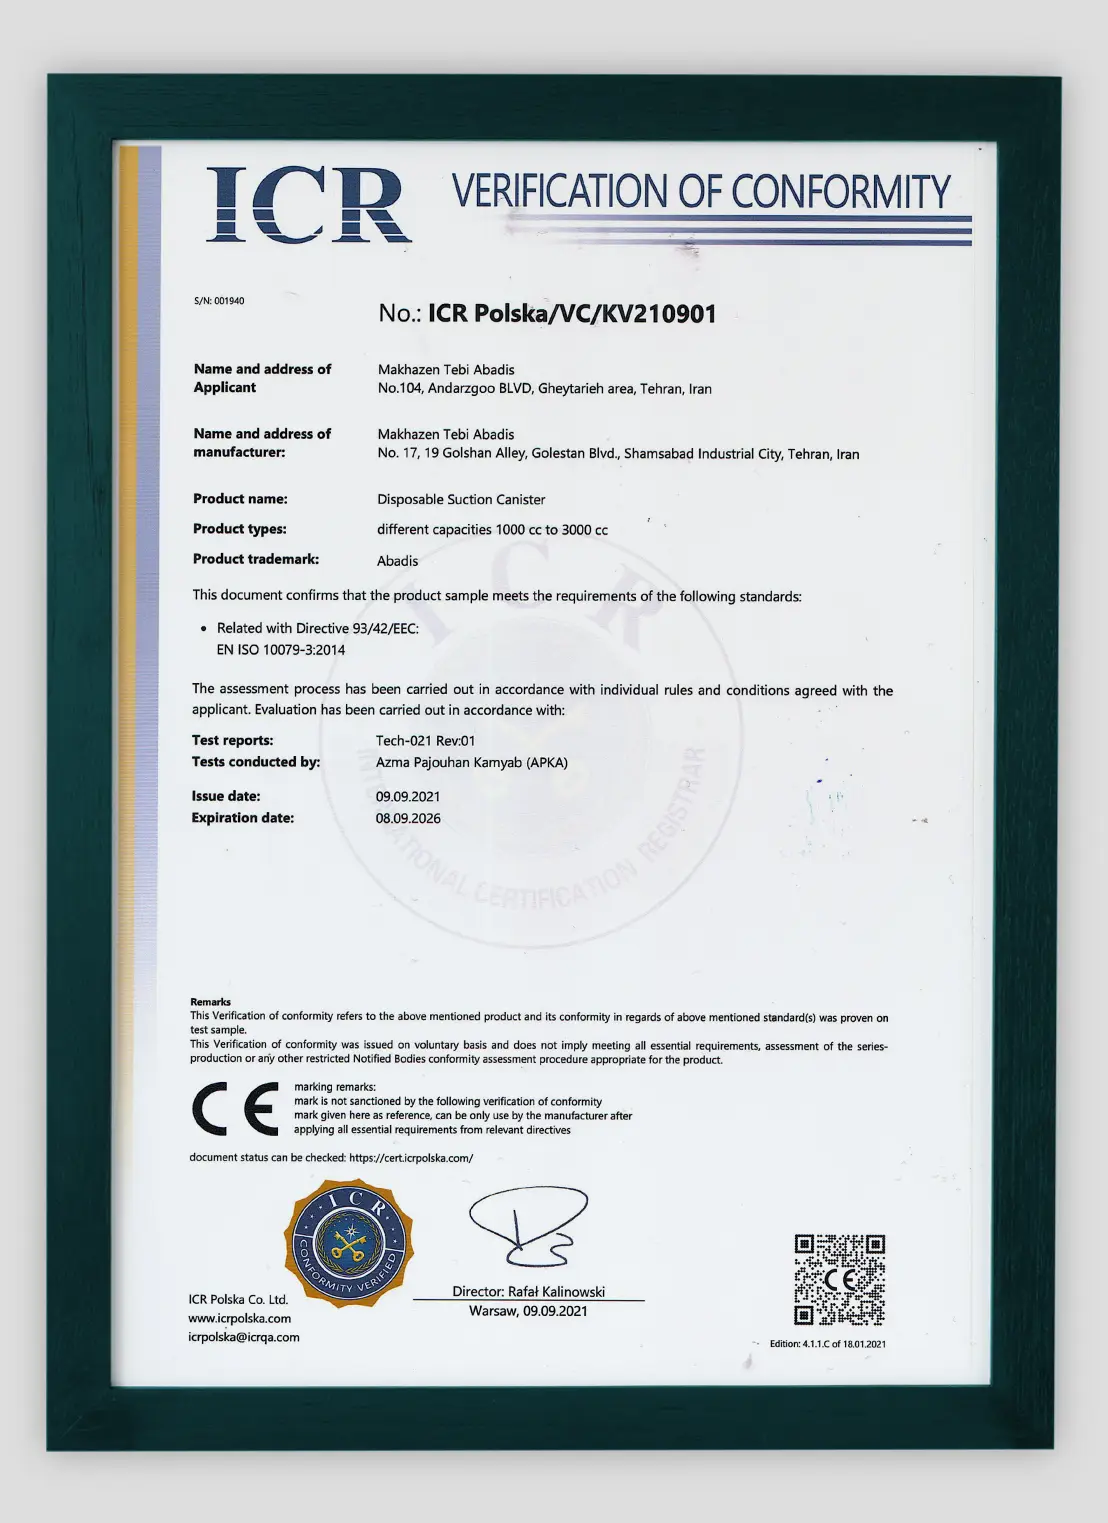 ICR
VERIFICATION OF CONFORMITY
S/N: 001940
No.: ICR Polska/VC/KV210901
Name and address of Applicant
Makhazen Tebi Abadis
No.104, Andarzgoo BLVD, Gheytarieh area, Tehran, Iran
Name and address of manufacturer:
Makhazen Tebi Abadis
No. 17, 19 Golshan Alley, Golestan Blvd., Shamsabad Industrial City, Tehran, Iran
Product name: Disposable Suction Canister
Product types: different capacities 1000 cc to 3000 cc
Product trademark: Abadis
This document confirms that the product sample meets the requirements of the following standards:
• Related with Directive 93/42/EEC:
EN ISO 10079-3:2014
The assessment process has been carried out in accordance with individual rules and conditions agreed with the
applicant. Evaluation has been carried out in accordance with:
Test reports: Tech-021 Rev:01
Tests conducted by: Azma Pajouhan Kamyab (APKA)
Issue date: 09.09.2021
Expiration date: 08.09.2026
ICR
INTERNATIONAL CERTIFICATION REGISTRAR
Remarks
This Verification of conformity refers to the above mentioned product and its conformity in regards of above mentioned standard(s) was proven on
test sample.
This Verification of conformity was issued on voluntary basis and does not imply meeting all essential requirements, assessment of the series-
production or any other restricted Notified Bodies conformity assessment procedure appropriate for the product.
CE
marking remarks:
mark is not sanctioned by the following verification of conformity
mark given here as reference, can be only use by the manufacturer after
applying all essential requirements from relevant directives
document status can be checked: https://cert.icrpolska.com/
ICR
CONFORMITY VERIFIED
ICR Polska Co. Ltd.
www.icrpolska.com
icrpolska@icrqa.com
Director: Rafał Kalinowski
Warsaw, 09.09.2021
CE
Edition: 4.1.1.C of 18.01.2021